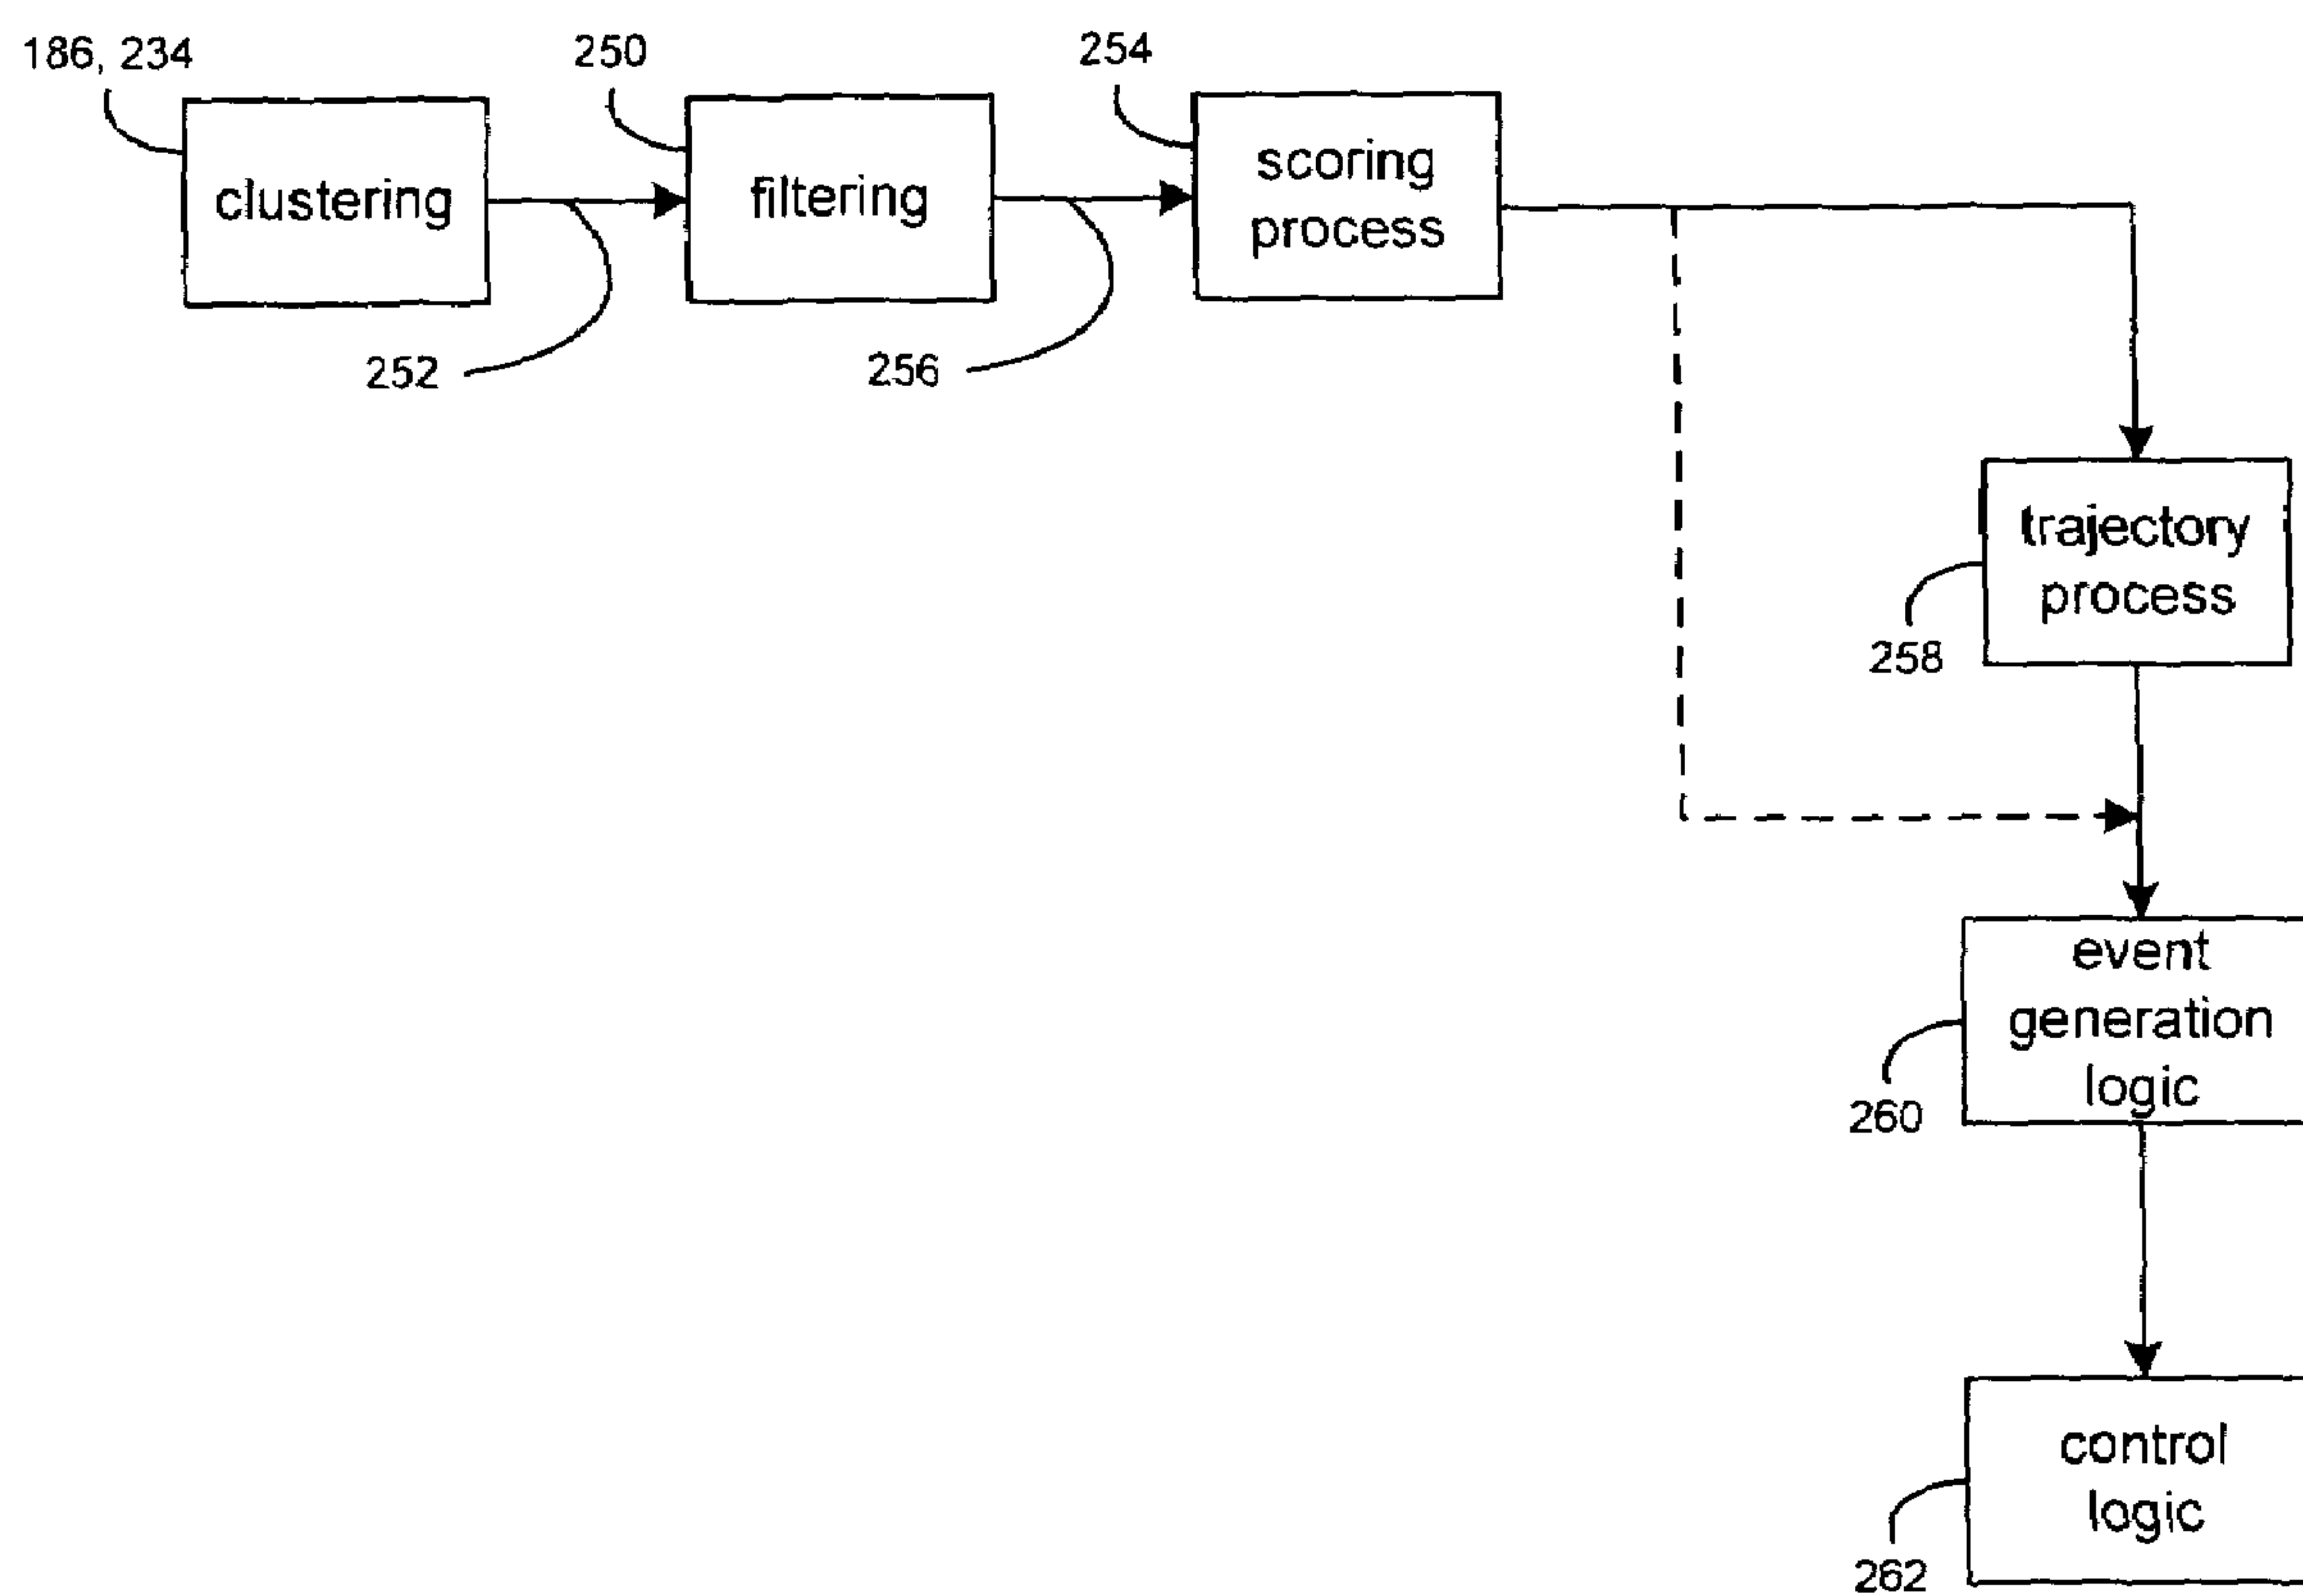 186, 234
250
254
clustering
filtering
scoring
process
252
256
trajectory
process
258
event
generation
logic
260
control
logic
262